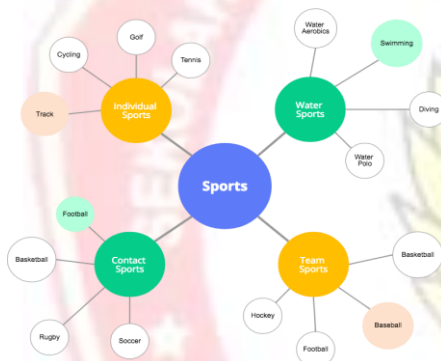 Golf
Cycling
Tennis
Track
Individual
Sports
Water
Aerobics
Swimming
Water
Sports
Diving
Water
Polo
Sports
Football
Basketball
Contact
Sports
Rugby
Soccer
Team
Sports
Basketball
Hockey
Baseball
Football